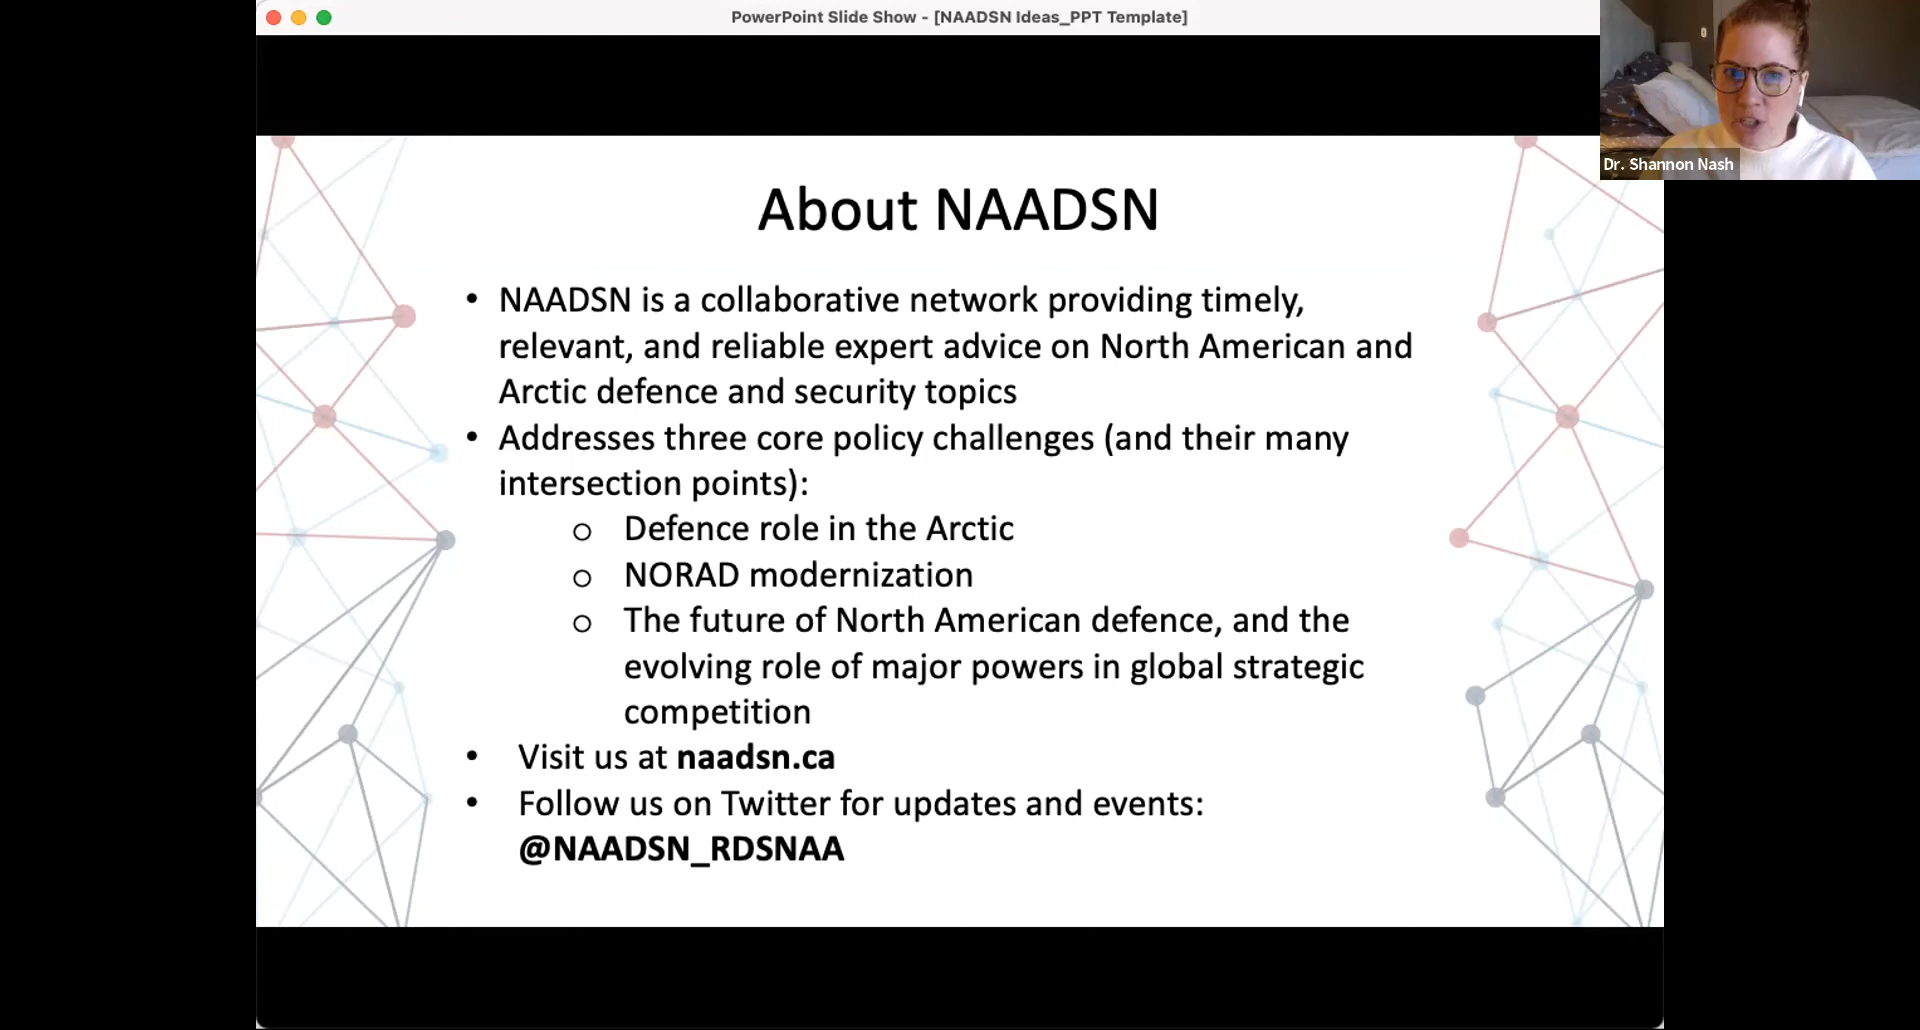 PowerPoint Slide Show - [NAADSN Ideas_PPT Template]
Dr. Shannon Nash
About NAADSN
• NAADSN is a collaborative network providing timely,
relevant, and reliable expert advice on North American and
Arctic defence and security topics
• Addresses three core policy challenges (and their many
intersection points):
o Defence role in the Arctic
o NORAD modernization
o The future of North American defence, and the
evolving role of major powers in global strategic
competition
• Visit us at naadsn.ca
• Follow us on Twitter for updates and events:
@NAADSN_RDSNAA